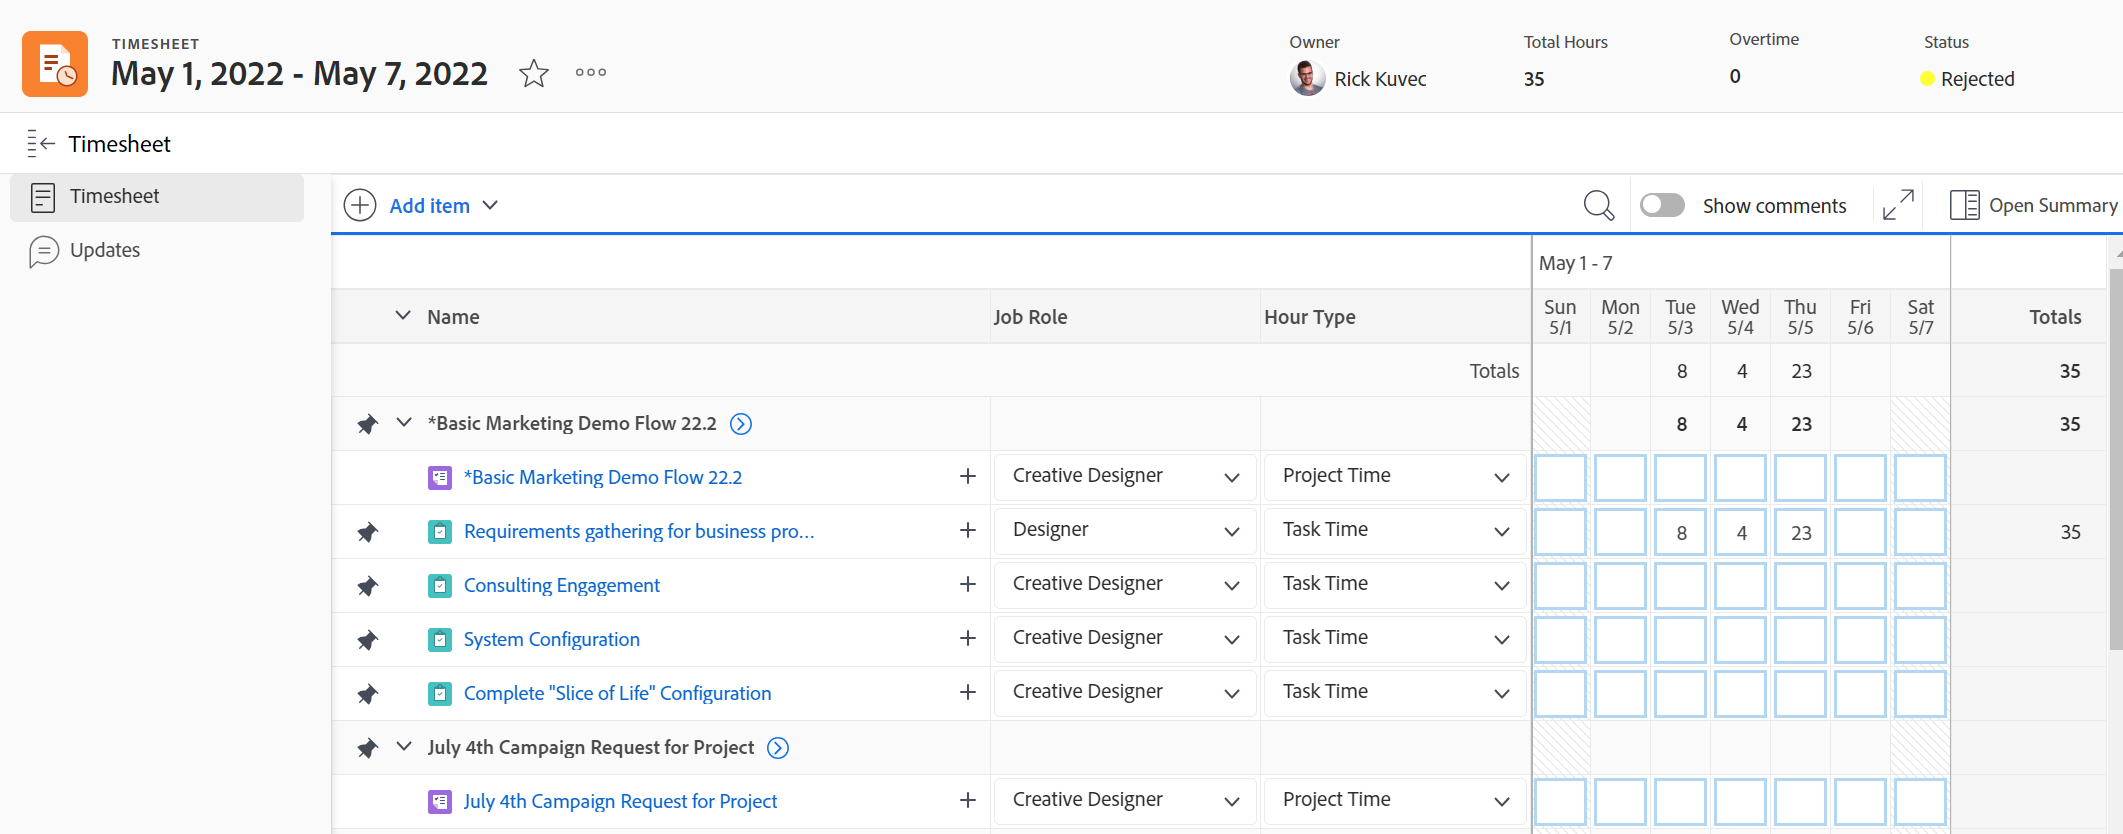 TIMESHEET
May 1, 2022 - May 7, 2022
Owner
Rick Kuvec
Total Hours
35
Overtime
0
Status
Rejected
Timesheet
Timesheet
Updates
Add item
Show comments
Open Summary
May 1 - 7
Name Job Role Hour Type Sun 5/1 Mon 5/2 Tue 5/3 Wed 5/4 Thu 5/5 Fri 5/6 Sat 5/7 Totals
Totals 8 4 23 35
*Basic Marketing Demo Flow 22.2 8 4 23 35
*Basic Marketing Demo Flow 22.2 Creative Designer Project Time
Requirements gathering for business pro... Designer Task Time 8 4 23 35
Consulting Engagement Creative Designer Task Time
System Configuration Creative Designer Task Time
Complete "Slice of Life" Configuration Creative Designer Task Time
July 4th Campaign Request for Project
July 4th Campaign Request for Project Creative Designer Project Time